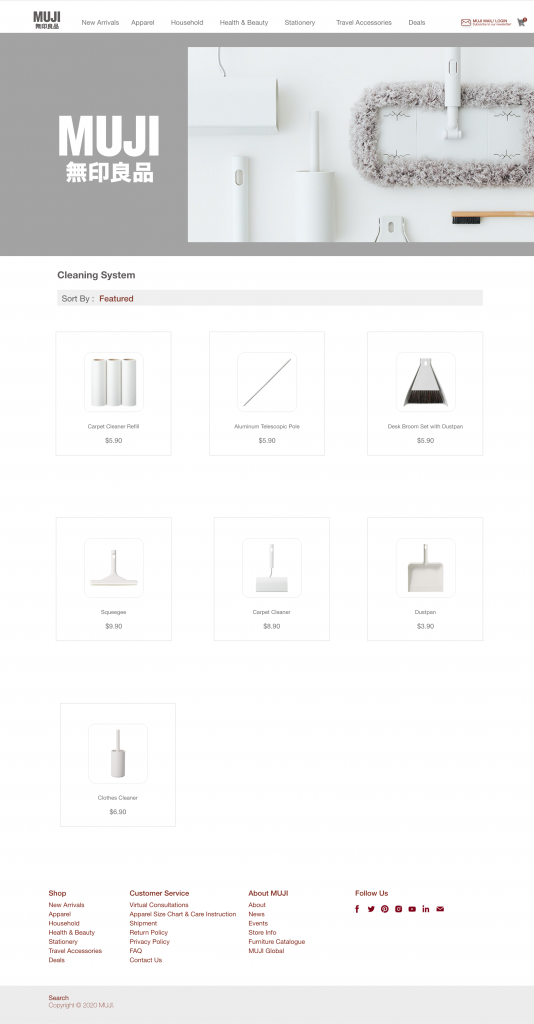 MUJI
無印良品
New Arrivals Apparel Household Health & Beauty Stationery Travel Accessories Deals
MUJI MAILI LOGIN
Subscribe to our newsletter!
MUJI
無印良品
Cleaning System
Sort By : Featured
Carpet Cleaner Refill
$5.90
Aluminum Telescopic Pole
$5.90
Desk Broom Set with Dustpan
$5.90
Squeegee
$9.90
Carpet Cleaner
$8.90
Dustpan
$3.90
Clothes Cleaner
$6.90
Shop
New Arrivals
Apparel
Household
Health & Beauty
Stationery
Travel Accessories
Deals
Customer Service
Virtual Consultations
Apparel Size Chart & Care Instruction
Shipment
Return Policy
Privacy Policy
FAQ
Contact Us
About MUJI
About
News
Events
Store Info
Furniture Catalogue
MUJI Global
Follow Us
Search
Copyright © 2020 MUJI.